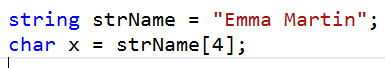 string strName = "Emma Martin";
char x = strName[4];